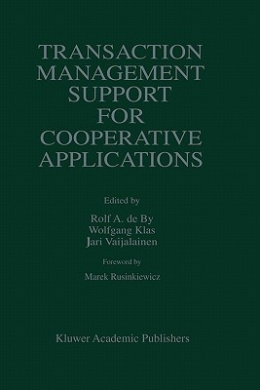 TRANSACTION
MANAGEMENT
SUPPORT
FOR
COOPERATIVE
APPLICATIONS
Edited by
Rolf A. de By
Wolfgang Klas
Jari Vaijalainen
Foreword by
Marek Rusinkiewicz
Kluwer Academic Publishers